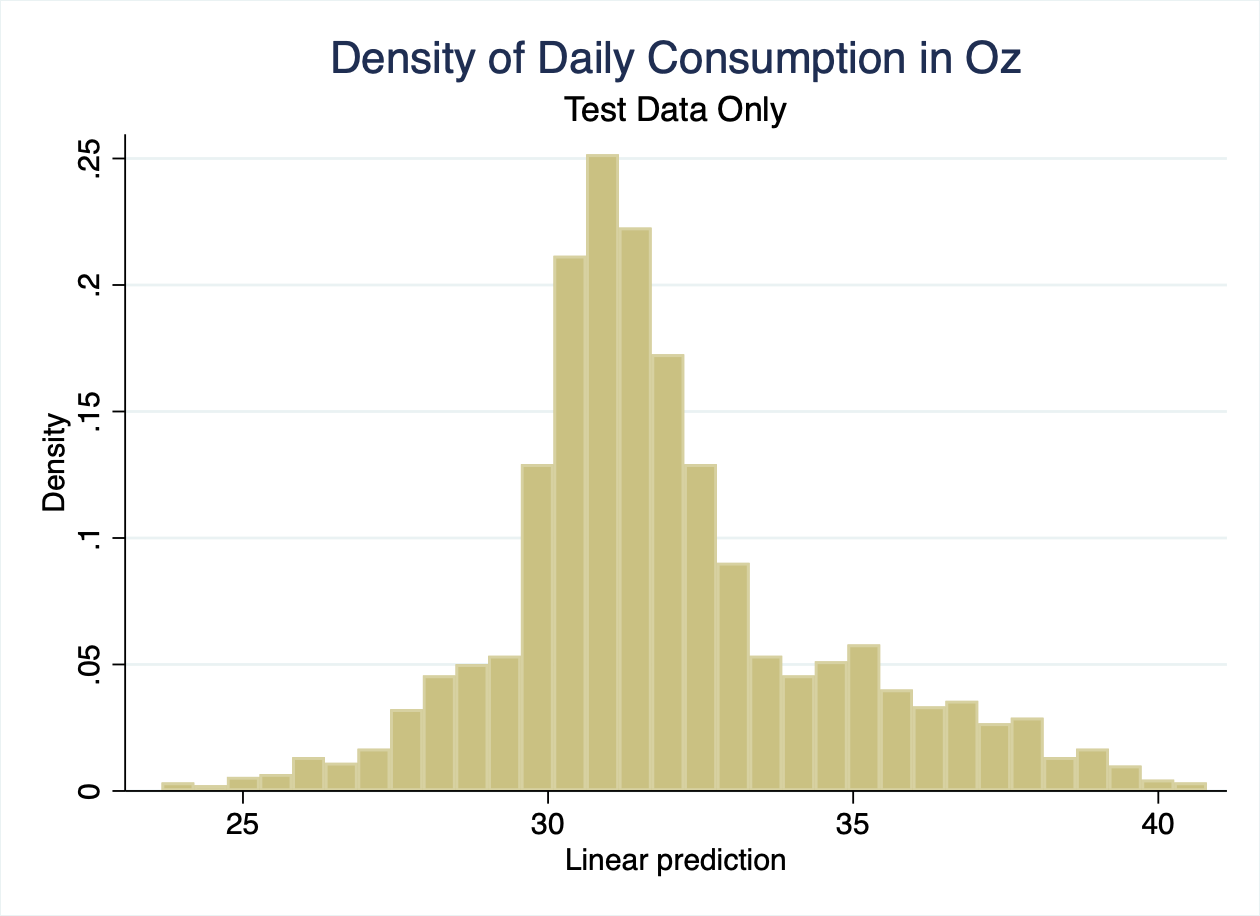 Density of Daily Consumption in Oz
Test Data Only
Density
.25
.2
.15
.1
.05
0
25 30 35 40
Linear prediction